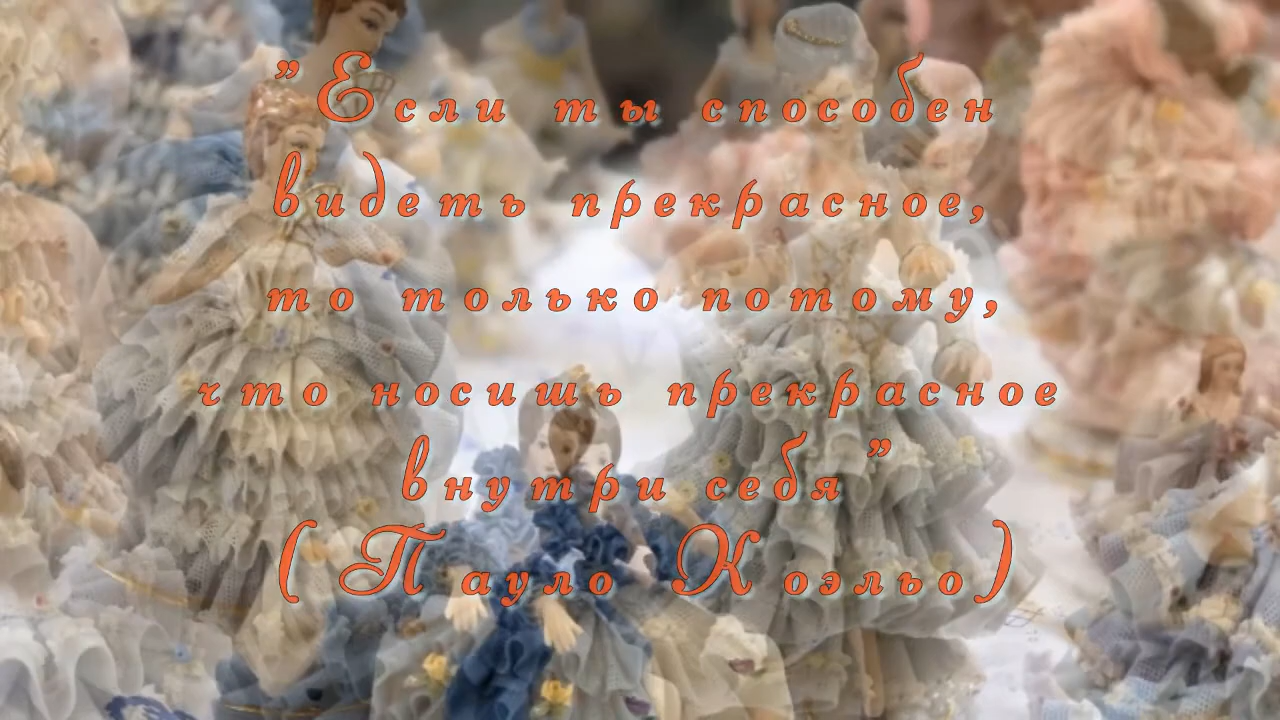 "Если ты способен
видеть прекрасное,
то только потому,
что носишь прекрасное
внутри себя"
(Пауло Коэльо)